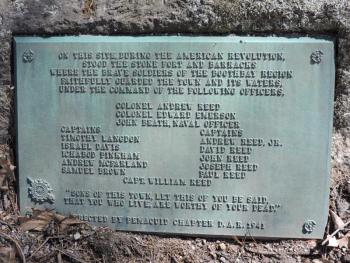 ON THIS SITE, DURING THE AMERICAN REVOLUTION,
STOOD THE STONE FORT AND BARRACKS
WHERE THE BRAVE SOLDIERS OF THE BOOTHBAY REGION
FAITHFULLY GUARDED THE TOWN AND ITS WATERS,
UNDER THE COMMAND OF THE FOLLOWING OFFICERS.
COLONEL ANDREW REED
COLONEL EDWARD EMERSON
JOHN BEATH, NAVAL OFFICER
CAPTAINS CAPTAINS
TIMOTHY LANGDON ANDREW REED, JR.
ISRAEL DAVIS DAVID REED
ICHABOD PINKHAM JOHN REED
ANDREW MCFARLAND JOSEPH REED
SAMUEL BROWN PAUL REED
CAPT. WILLIAM REED
"SONS OF THIS TOWN, LET THIS OF YOU BE SAID,
THAT YOU WHO LIVE, ARE WORTHY OF YOUR DEAD."
ERECTED BY PEMAQUID CHAPTER D.A.R. 1941